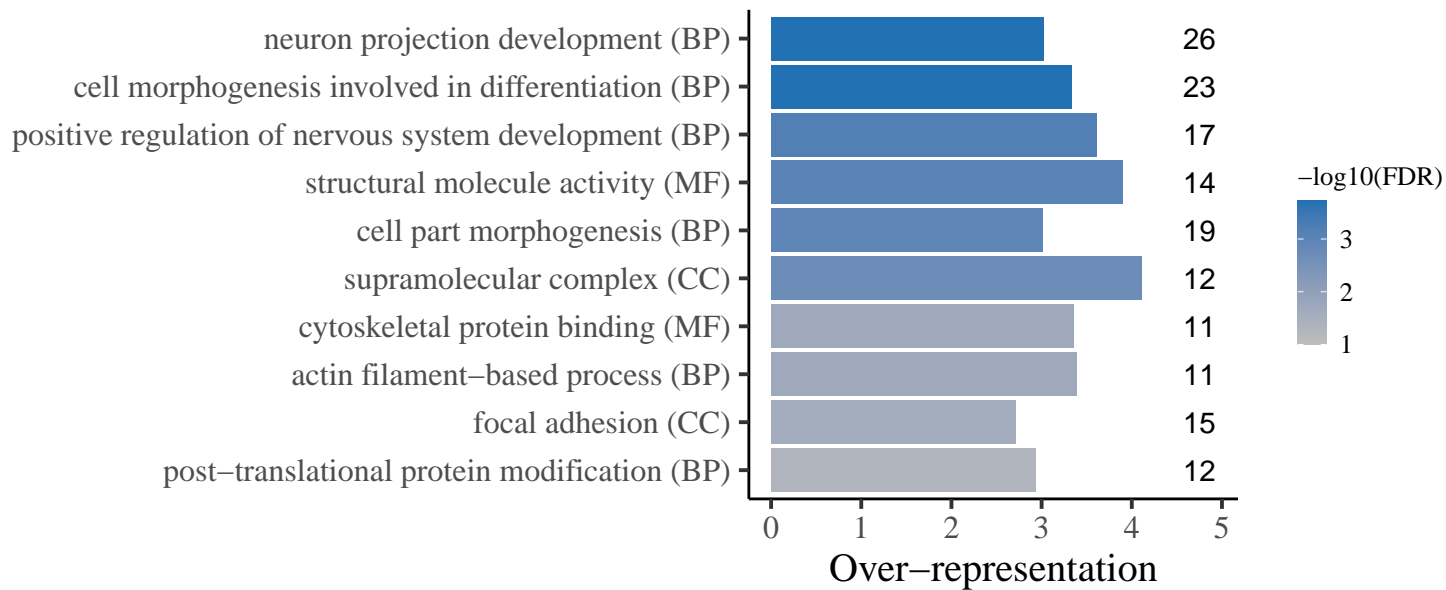 neuron projection development (BP) 26
cell morphogenesis involved in differentiation (BP) 23
positive regulation of nervous system development (BP) 17
structural molecule activity (MF) 14
cell part morphogenesis (BP) 19
supramolecular complex (CC) 12
cytoskeletal protein binding (MF) 11
actin filament−based process (BP) 11
focal adhesion (CC) 15
post−translational protein modification (BP) 12
0 1 2 3 4 5
Over−representation
−log10(FDR)
3
2
1